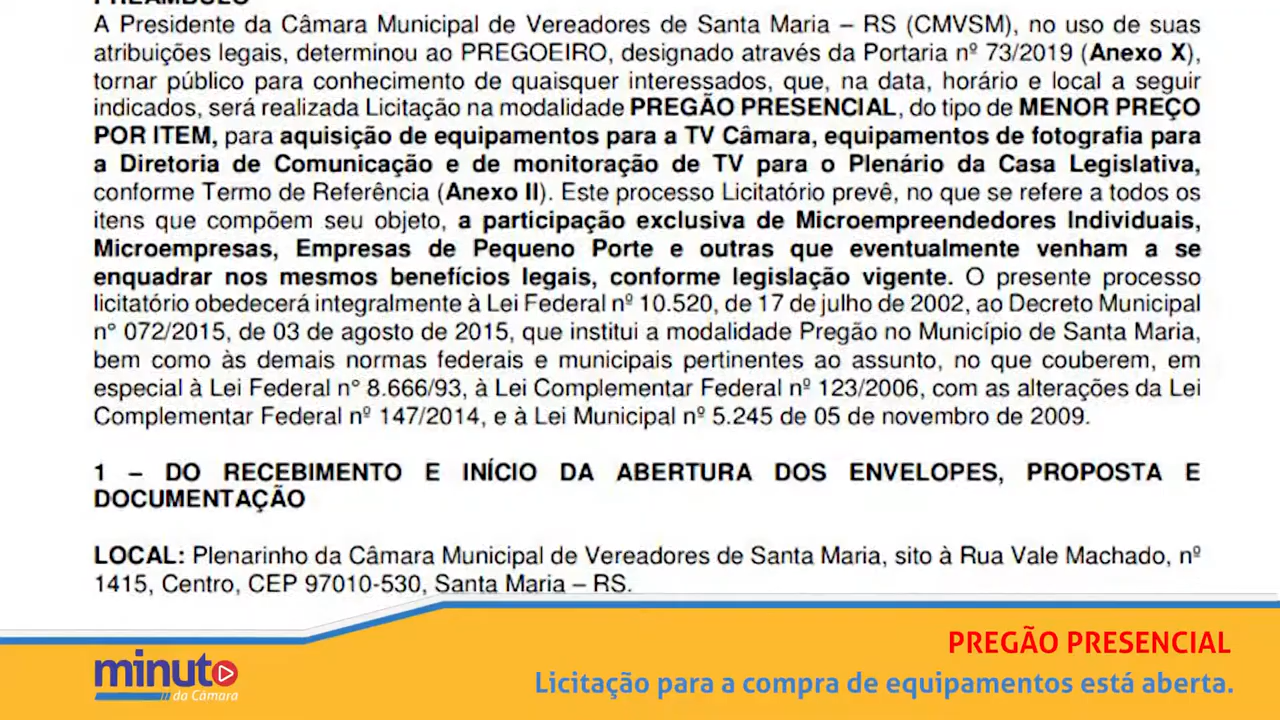 PREÂMBULO
A Presidente da Câmara Municipal de Vereadores de Santa Maria – RS (CMVSM), no uso de suas
atribuições legais, determinou ao PREGOEIRO, designado através da Portaria nº 73/2019 (Anexo X),
tornar público para conhecimento de quaisquer interessados, que, na data, horário e local a seguir
indicados, será realizada Licitação na modalidade PREGÃO PRESENCIAL, do tipo de MENOR PREÇO
POR ITEM, para aquisição de equipamentos para a TV Câmara, equipamentos de fotografia para
a Diretoria de Comunicação e de monitoração de TV para o Plenário da Casa Legislativa,
conforme Termo de Referência (Anexo II). Este processo Licitatório prevê, no que se refere a todos os
itens que compõem seu objeto, a participação exclusiva de Microempreendedores Individuais,
Microempresas, Empresas de Pequeno Porte e outras que eventualmente venham a se
enquadrar nos mesmos benefícios legais, conforme legislação vigente. O presente processo
licitatório obedecerá integralmente à Lei Federal nº 10.520, de 17 de julho de 2002, ao Decreto Municipal
n° 072/2015, de 03 de agosto de 2015, que institui a modalidade Pregão no Município de Santa Maria,
bem como às demais normas federais e municipais pertinentes ao assunto, no que couberem, em
especial à Lei Federal n° 8.666/93, à Lei Complementar Federal nº 123/2006, com as alterações da Lei
Complementar Federal nº 147/2014, e à Lei Municipal nº 5.245 de 05 de novembro de 2009.
1 – DO RECEBIMENTO E INÍCIO DA ABERTURA DOS ENVELOPES, PROPOSTA E
DOCUMENTAÇÃO
LOCAL: Plenarinho da Câmara Municipal de Vereadores de Santa Maria, sito à Rua Vale Machado, nº
1415, Centro, CEP 97010-530, Santa Maria – RS.
PREGÃO PRESENCIAL
Licitação para a compra de equipamentos está aberta.
minuto
da Câmara